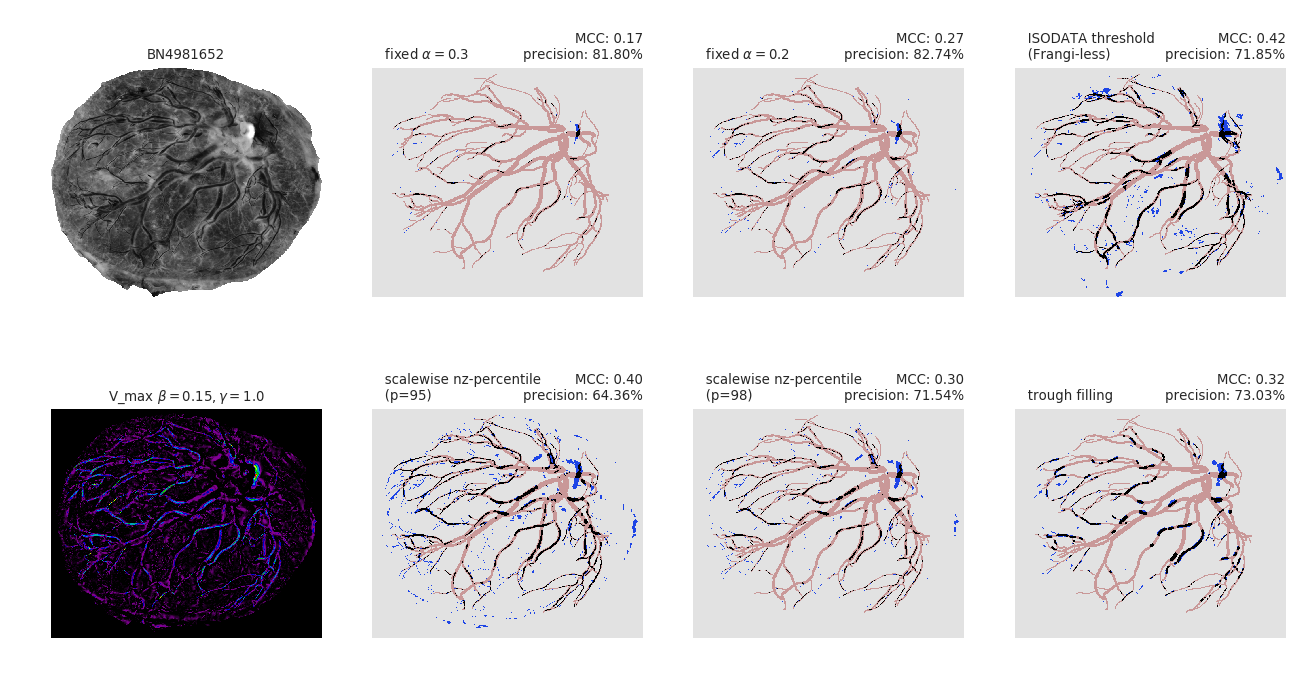 BN4981652
MCC: 0.17
fixed α = 0.3 precision: 81.80%
MCC: 0.27
fixed α = 0.2 precision: 82.74%
ISODATA threshold MCC: 0.42
(Frangi-less) precision: 71.85%
V_max β = 0.15, γ = 1.0
scalewise nz-percentile MCC: 0.40
(p=95) precision: 64.36%
scalewise nz-percentile MCC: 0.30
(p=98) precision: 71.54%
MCC: 0.32
trough filling precision: 73.03%